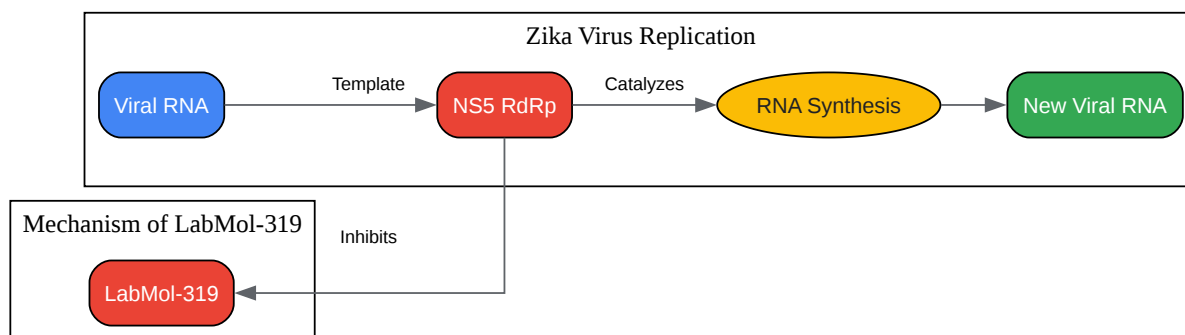 Zika Virus Replication
Viral RNA
Template
NS5 RdRp
Catalyzes
RNA Synthesis
New Viral RNA
Mechanism of LabMol-319
Inhibits
LabMol-319